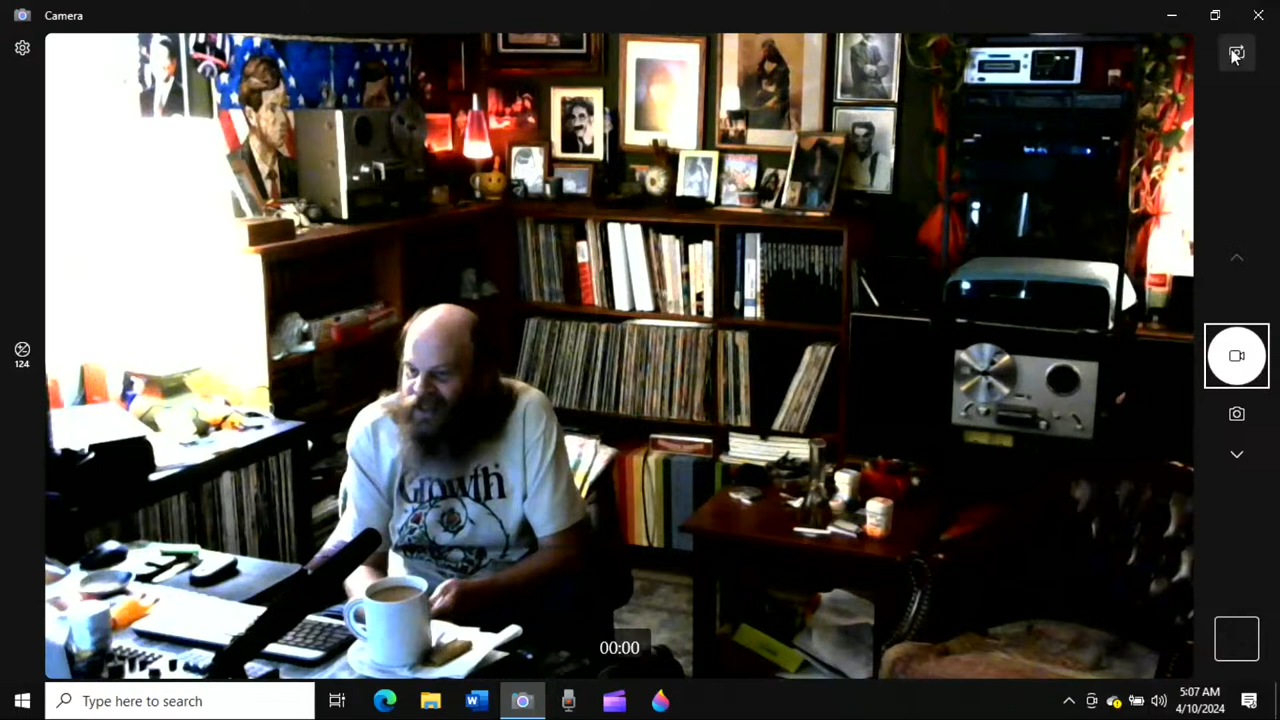 Camera
124
Growth
00:00
Type here to search
5:07 AM
4/10/2024